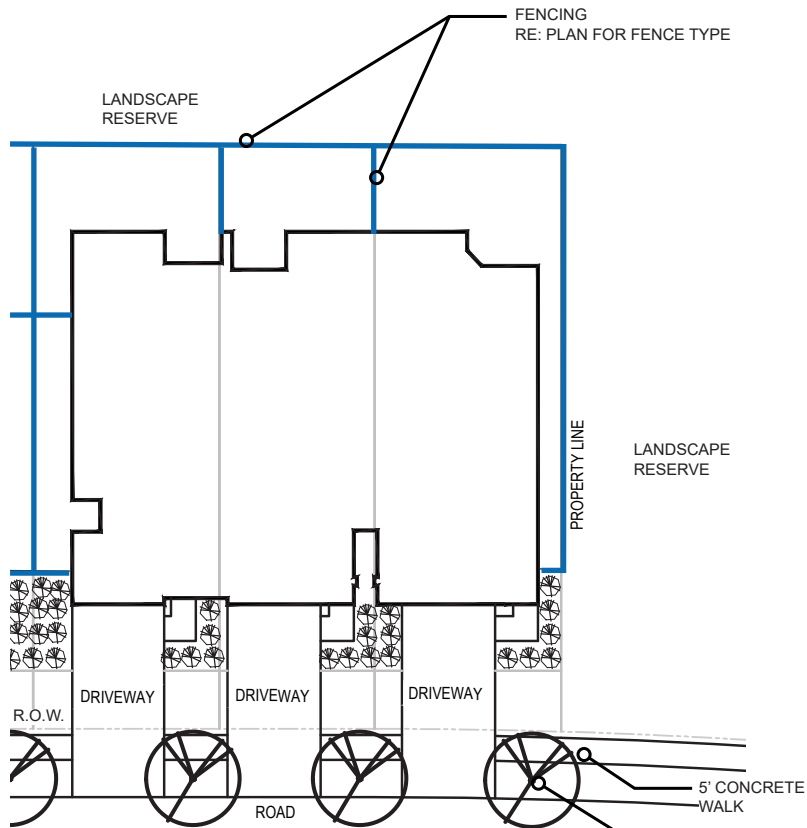 FENCING
RE: PLAN FOR FENCE TYPE
LANDSCAPE
RESERVE
PROPERTY LINE
LANDSCAPE
RESERVE
DRIVEWAY
DRIVEWAY
DRIVEWAY
R.O.W.
5' CONCRETE
WALK
ROAD